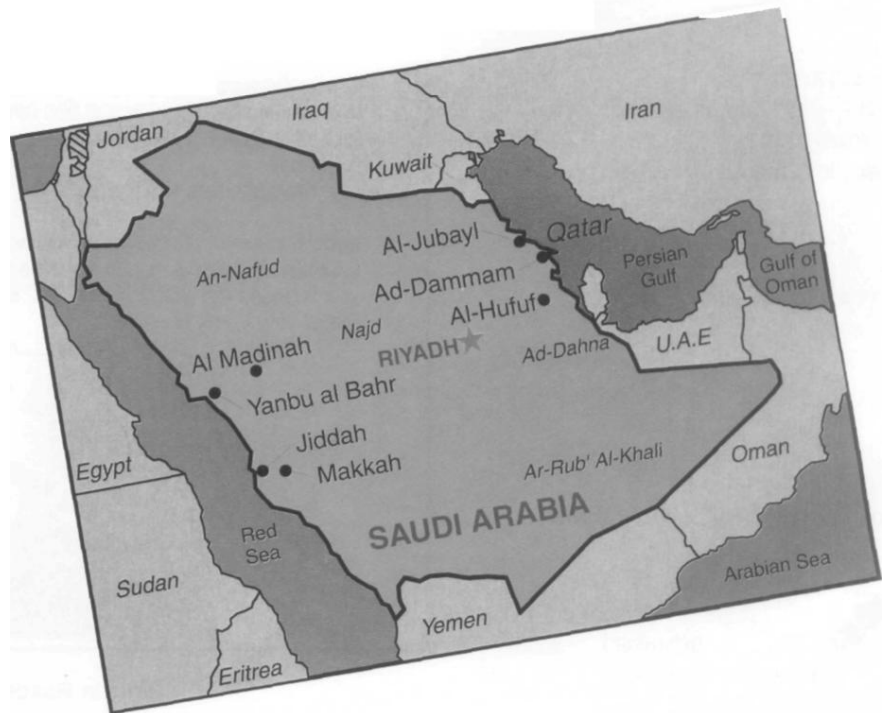 Jordan
Iraq
Iran
Kuwait
Al-Jubayl
Qatar
An-Nafud
Ad-Dammam
Persian
Gulf
Gulf of
Oman
Al-Hufuf
Najd
RIYADH
Ad-Dahna
U.A.E
Al Madinah
Yanbu al Bahr
Jiddah
Makkah
Egypt
Ar-Rub' Al-Khali
Oman
SAUDI ARABIA
Red
Sea
Sudan
Arabian Sea
Yemen
Eritrea